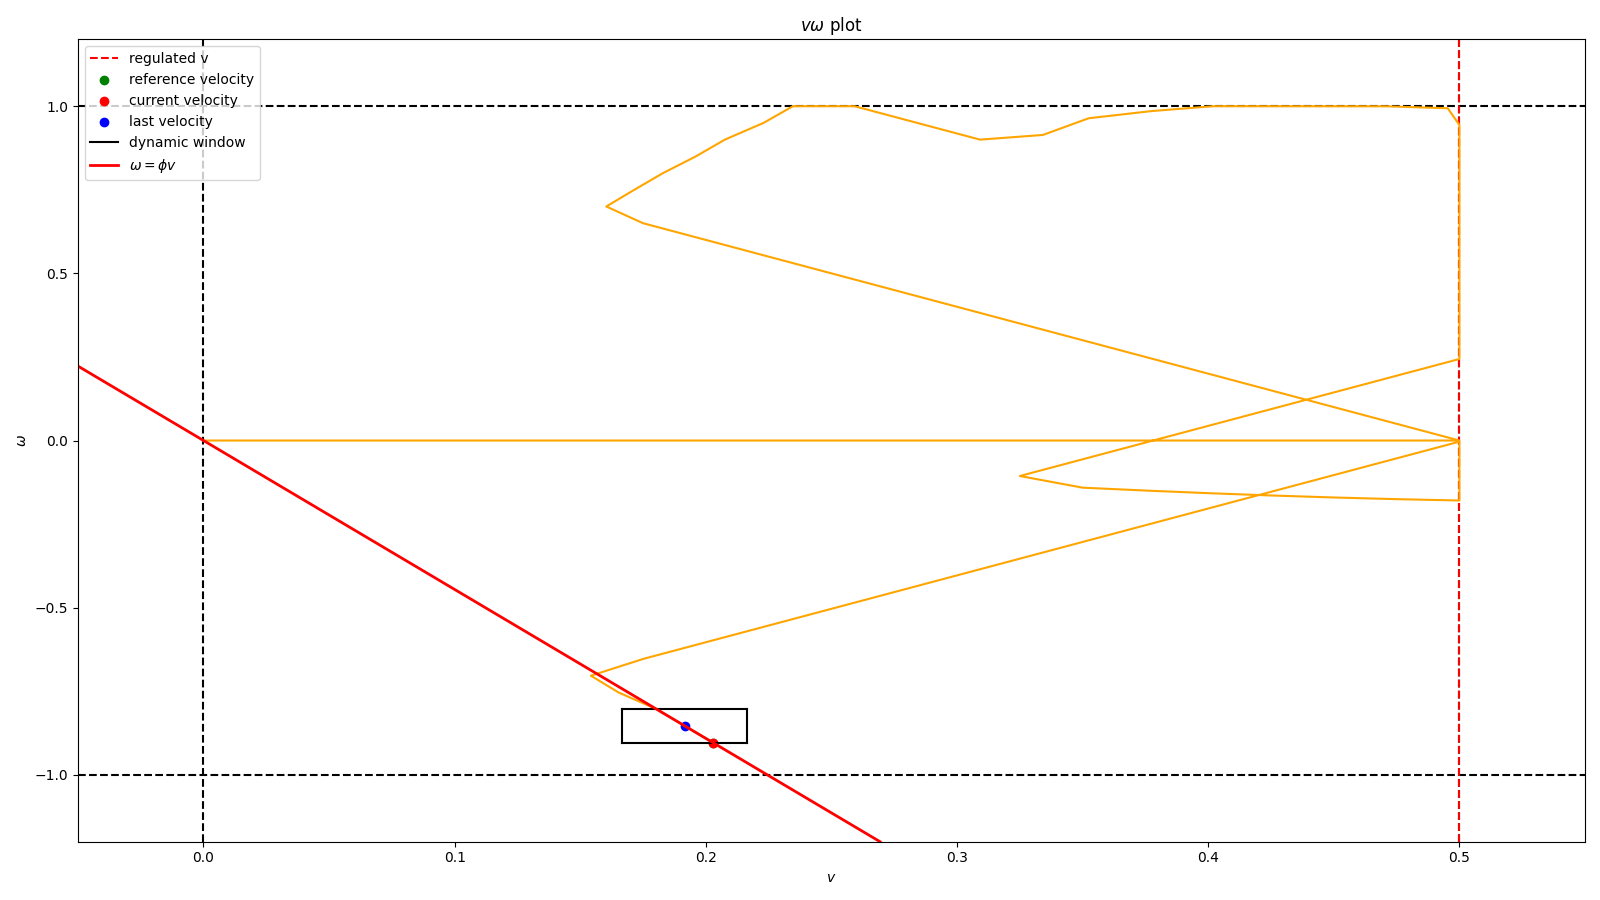 vω plot
regulated v
reference velocity
current velocity
last velocity
dynamic window
ω = ϕv
1.0
0.5
0.0
−0.5
−1.0
ω
0.0 0.1 0.2 0.3 0.4 0.5
v